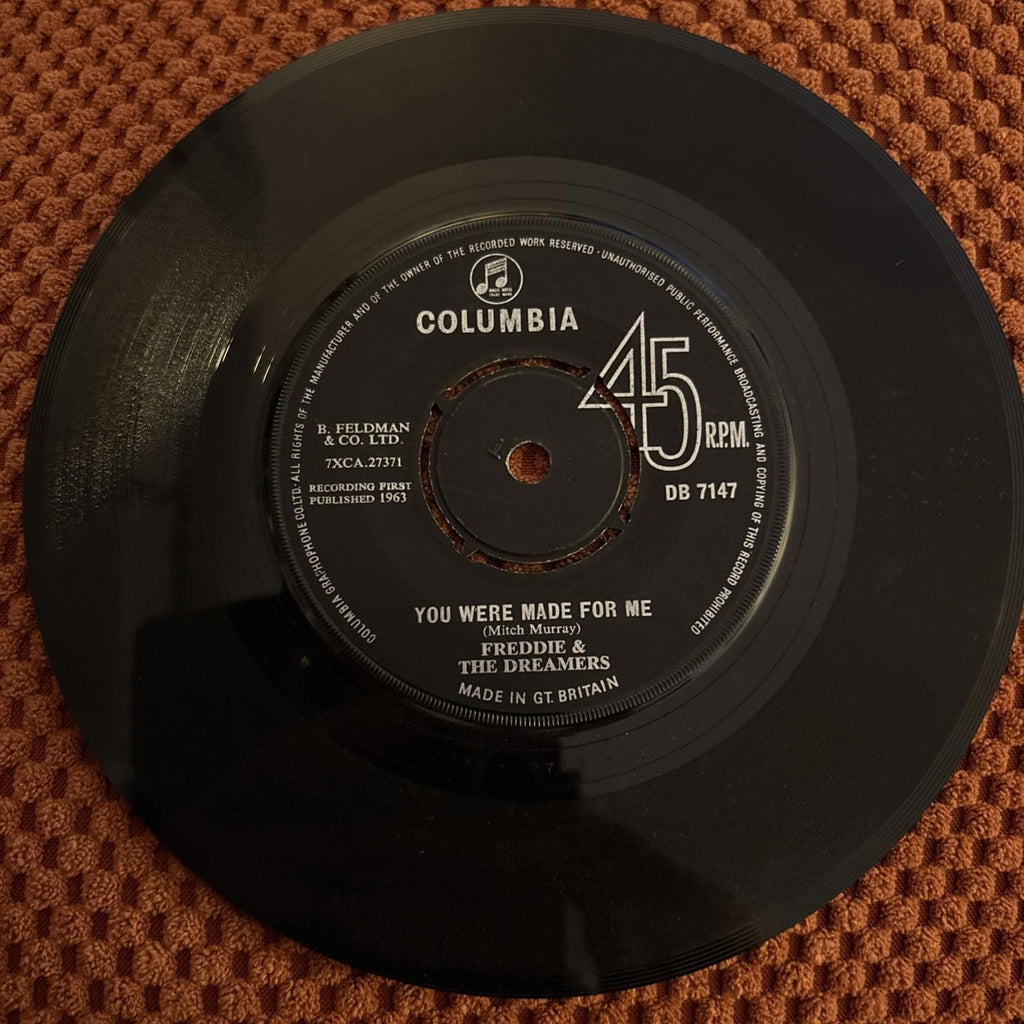 COLUMBIA GRAPHOPHONE CO. LTD. · ALL RIGHTS OF THE MANUFACTURER AND OF THE OWNER OF THE RECORDED WORK RESERVED · UNAUTHORISED PUBLIC PERFORMANCE BROADCASTING AND COPYING OF THIS RECORD PROHIBITED
COLUMBIA
45 R.P.M.
B. FELDMAN
& CO. LTD.
7XCA.27371
RECORDING FIRST
PUBLISHED 1963
DB 7147
YOU WERE MADE FOR ME
(Mitch Murray)
FREDDIE &
THE DREAMERS
MADE IN GT. BRITAIN